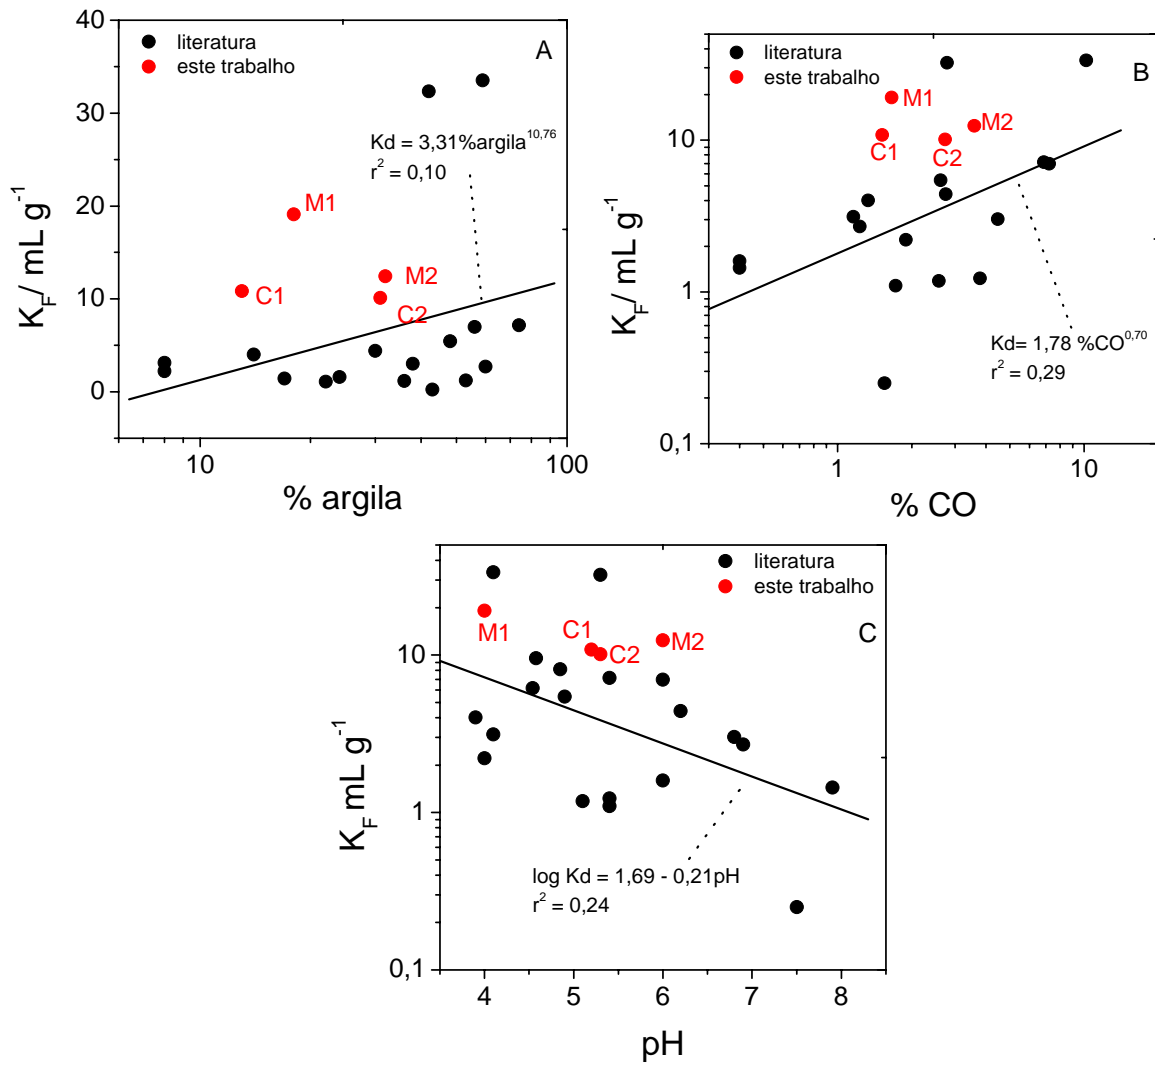 40
30
20
10
0
K_F/ mL g^-1
literatura
este trabalho
A
Kd = 3,31%argila^10,76
r^2 = 0,10
M1
C1
M2
C2
10
100
% argila
10
1
0,1
K_F/ mL g^-1
literatura
este trabalho
B
M1
C1
M2
C2
Kd= 1,78 %CO^0,70
r^2 = 0,29
1
10
% CO
10
1
0,1
K_F mL g^-1
literatura
este trabalho
C
M1
C1
C2
M2
log Kd = 1,69 - 0,21pH
r^2 = 0,24
4
5
6
7
8
pH